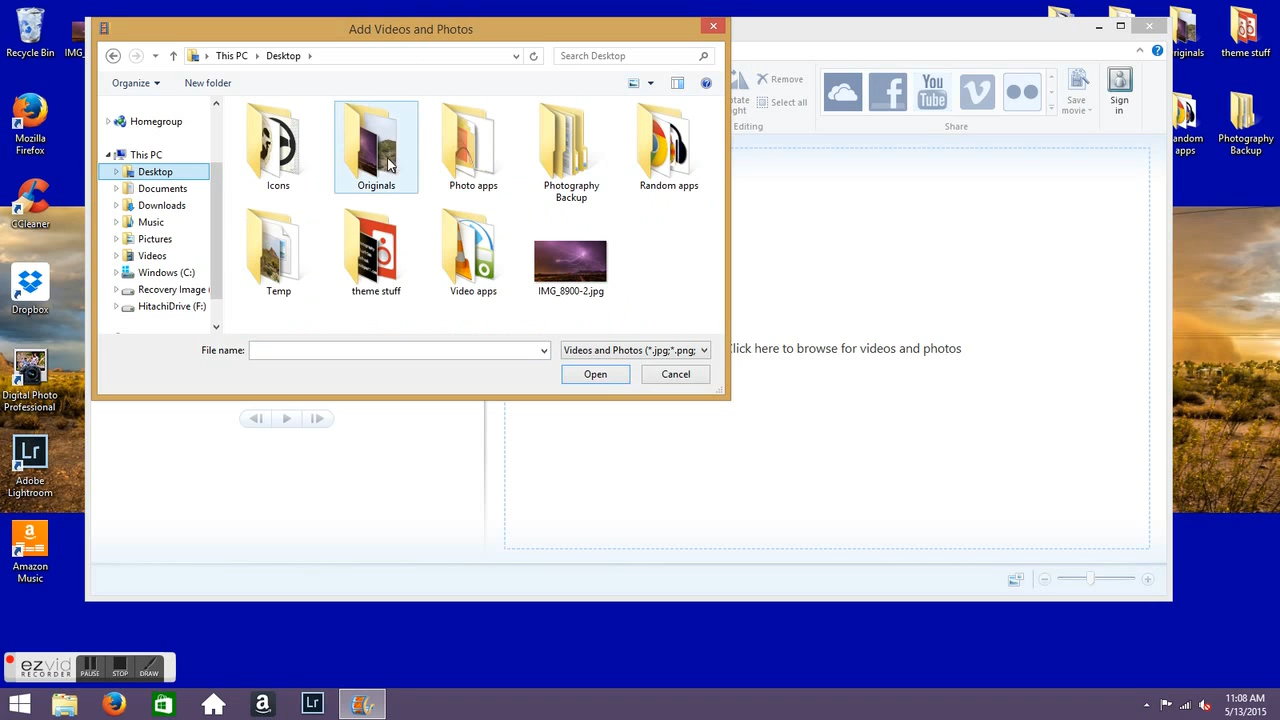 Recycle Bin
Mozilla
Firefox
CCleaner
Dropbox
Digital Photo
Professional
Lr
Adobe
Lightroom
a
Amazon
Music
Add Videos and Photos
This PC
Desktop
Search Desktop
Organize
New folder
Homegroup
This PC
Desktop
Documents
Downloads
Music
Pictures
Videos
Windows (C:)
Recovery Image
HitachiDrive (F:)
Icons
Originals
Photo apps
Photography
Backup
Random apps
Temp
theme stuff
Video apps
IMG_8900-2.jpg
File name:
Videos and Photos (*.jpg;*.png;
Open
Cancel
Remove
Select all
Editing
You
Tube
Share
Save
movie
Sign
in
Click here to browse for videos and photos
theme stuff
Photography
Backup
ezvid
RECORDER
PAUSE
STOP
DRAW
a
Lr
11:08 AM
5/13/2015